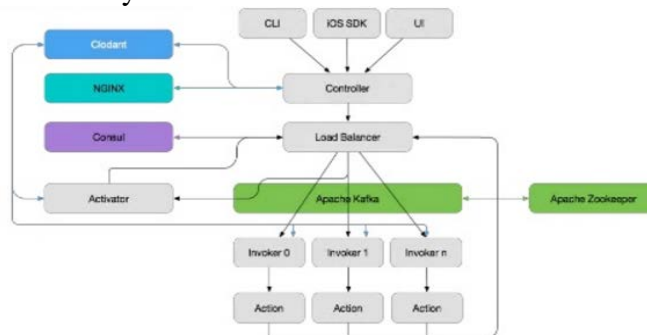 CLI iOS SDK UI
Clodant
NGINX Controller
Consul Load Balancer
Activator Apache Kafka Apache Zookeeper
Invoker 0 Invoker 1 Invoker n
Action Action Action